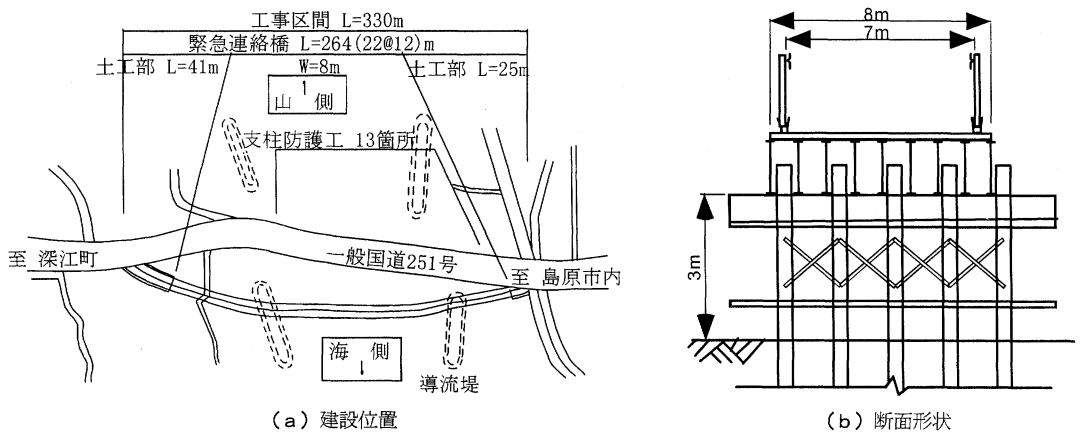 工事区間 L=330m
緊急連絡橋 L=264(22@12)m
土工部 L=41m
W=8m
土工部 L=25m
山側
支柱防護工 13箇所
至 深江町
一般国道251号
至 島原市内
海側
導流堤
(a) 建設位置
8m
7m
3m
(b) 断面形状